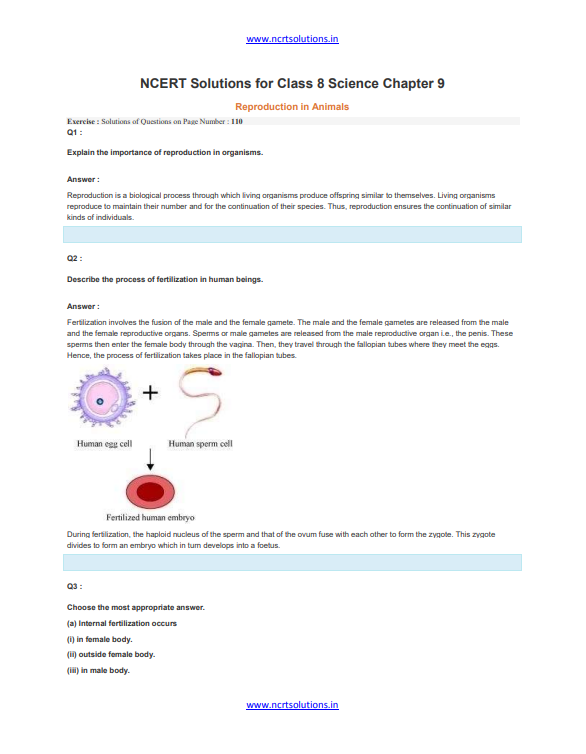 www.ncrtsolutions.in
NCERT Solutions for Class 8 Science Chapter 9
Reproduction in Animals
Exercise : Solutions of Questions on Page Number : 110
Q1 :
Explain the importance of reproduction in organisms.
Answer :
Reproduction is a biological process through which living organisms produce offspring similar to themselves. Living organisms
reproduce to maintain their number and for the continuation of their species. Thus, reproduction ensures the continuation of similar
kinds of individuals.
Q2 :
Describe the process of fertilization in human beings.
Answer :
Fertilization involves the fusion of the male and the female gamete. The male and the female gametes are released from the male
and the female reproductive organs. Sperms or male gametes are released from the male reproductive organ i.e., the penis. These
sperms then enter the female body through the vagina. Then, they travel through the fallopian tubes where they meet the eggs.
Hence, the process of fertilization takes place in the fallopian tubes.
+
Human egg cell Human sperm cell
Fertilized human embryo
During fertilization, the haploid nucleus of the sperm and that of the ovum fuse with each other to form the zygote. This zygote
divides to form an embryo which in turn develops into a foetus.
Q3 :
Choose the most appropriate answer.
(a) Internal fertilization occurs
(i) in female body.
(ii) outside female body.
(iii) in male body.
www.ncrtsolutions.in